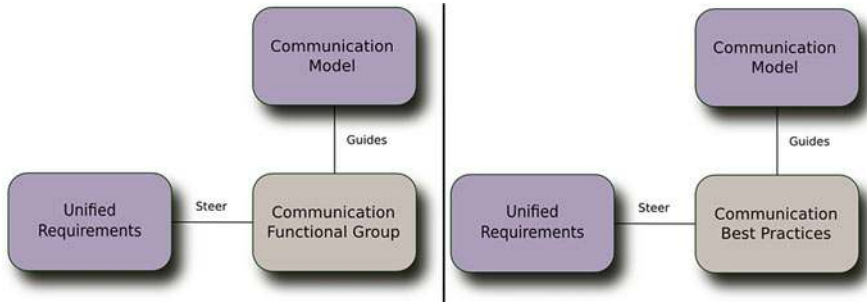 Communication
Model
Guides
Unified
Requirements
Steer
Communication
Functional Group
Communication
Model
Guides
Unified
Requirements
Steer
Communication
Best Practices